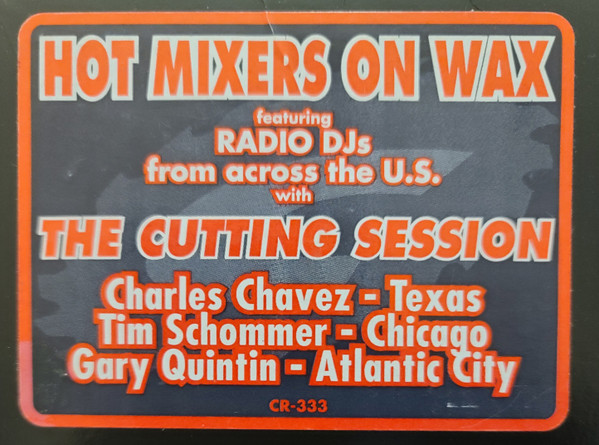 HOT MIXERS ON WAX
featuring
RADIO DJs
from across the U.S.
with
THE CUTTING SESSION
Charles Chavez - Texas
Tim Schommer - Chicago
Gary Quintin - Atlantic City
CR-333